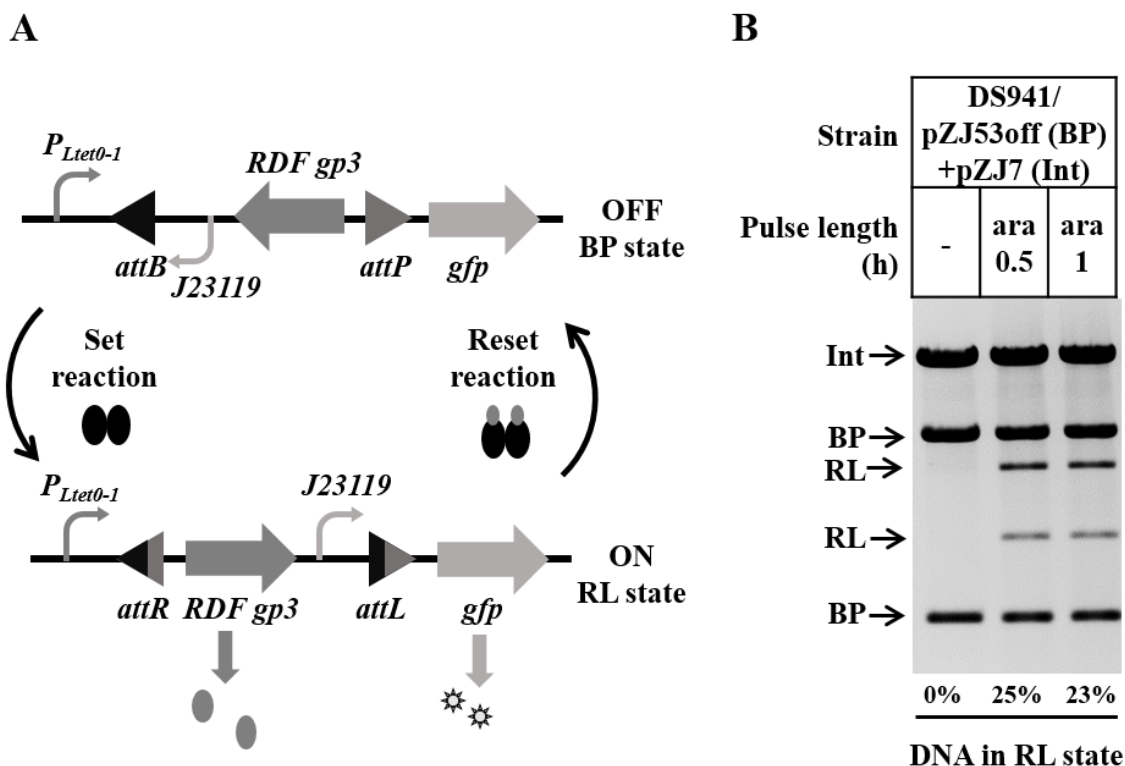 A
P_Ltet0-1
RDF gp3
attB
J23119
attP
gfp
OFF
BP state
Set
reaction
Reset
reaction
P_Ltet0-1
J23119
attR
RDF gp3
attL
gfp
ON
RL state
B
Strain
DS941/
pZJ53off (BP)
+pZJ7 (Int)
Pulse length
(h)
-
ara
0.5
ara
1
Int
BP
RL
RL
BP
0% 25% 23%
DNA in RL state